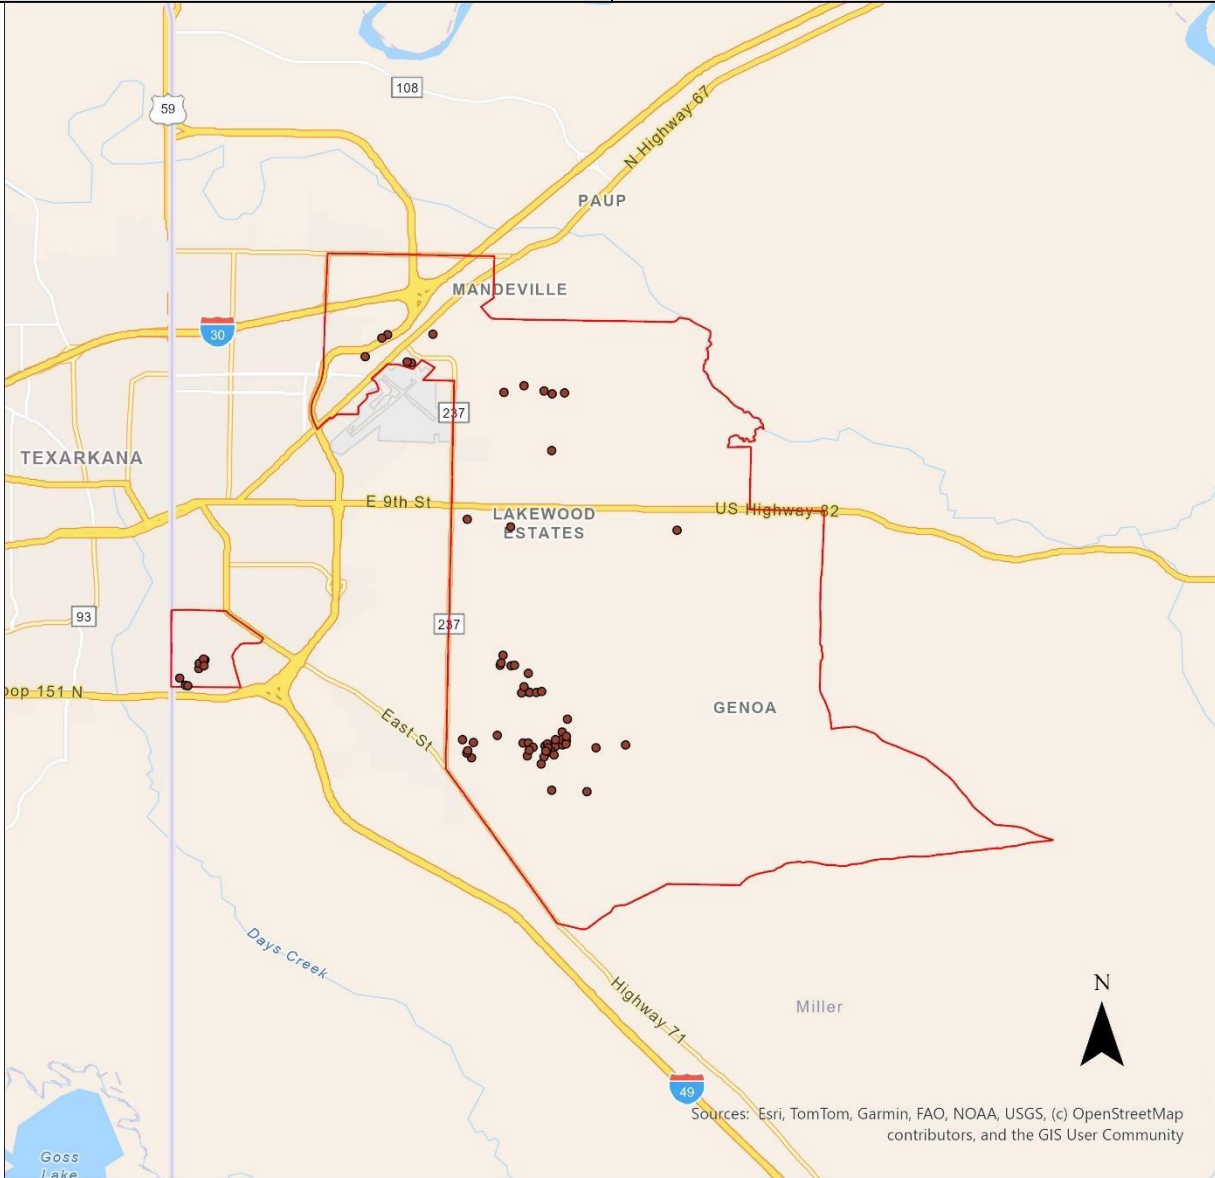 108
59
N Highway 67
PAUP
MANDEVILLE
30
237
TEXARKANA
E 9th St
US Highway 82
LAKEWOOD
ESTATES
93
237
oop 151 N
GENOA
East St
Days Creek
Highway 71
Miller
N
49
Sources: Esri, TomTom, Garmin, FAO, NOAA, USGS, (c) OpenStreetMap
contributors, and the GIS User Community
Goss
Lake